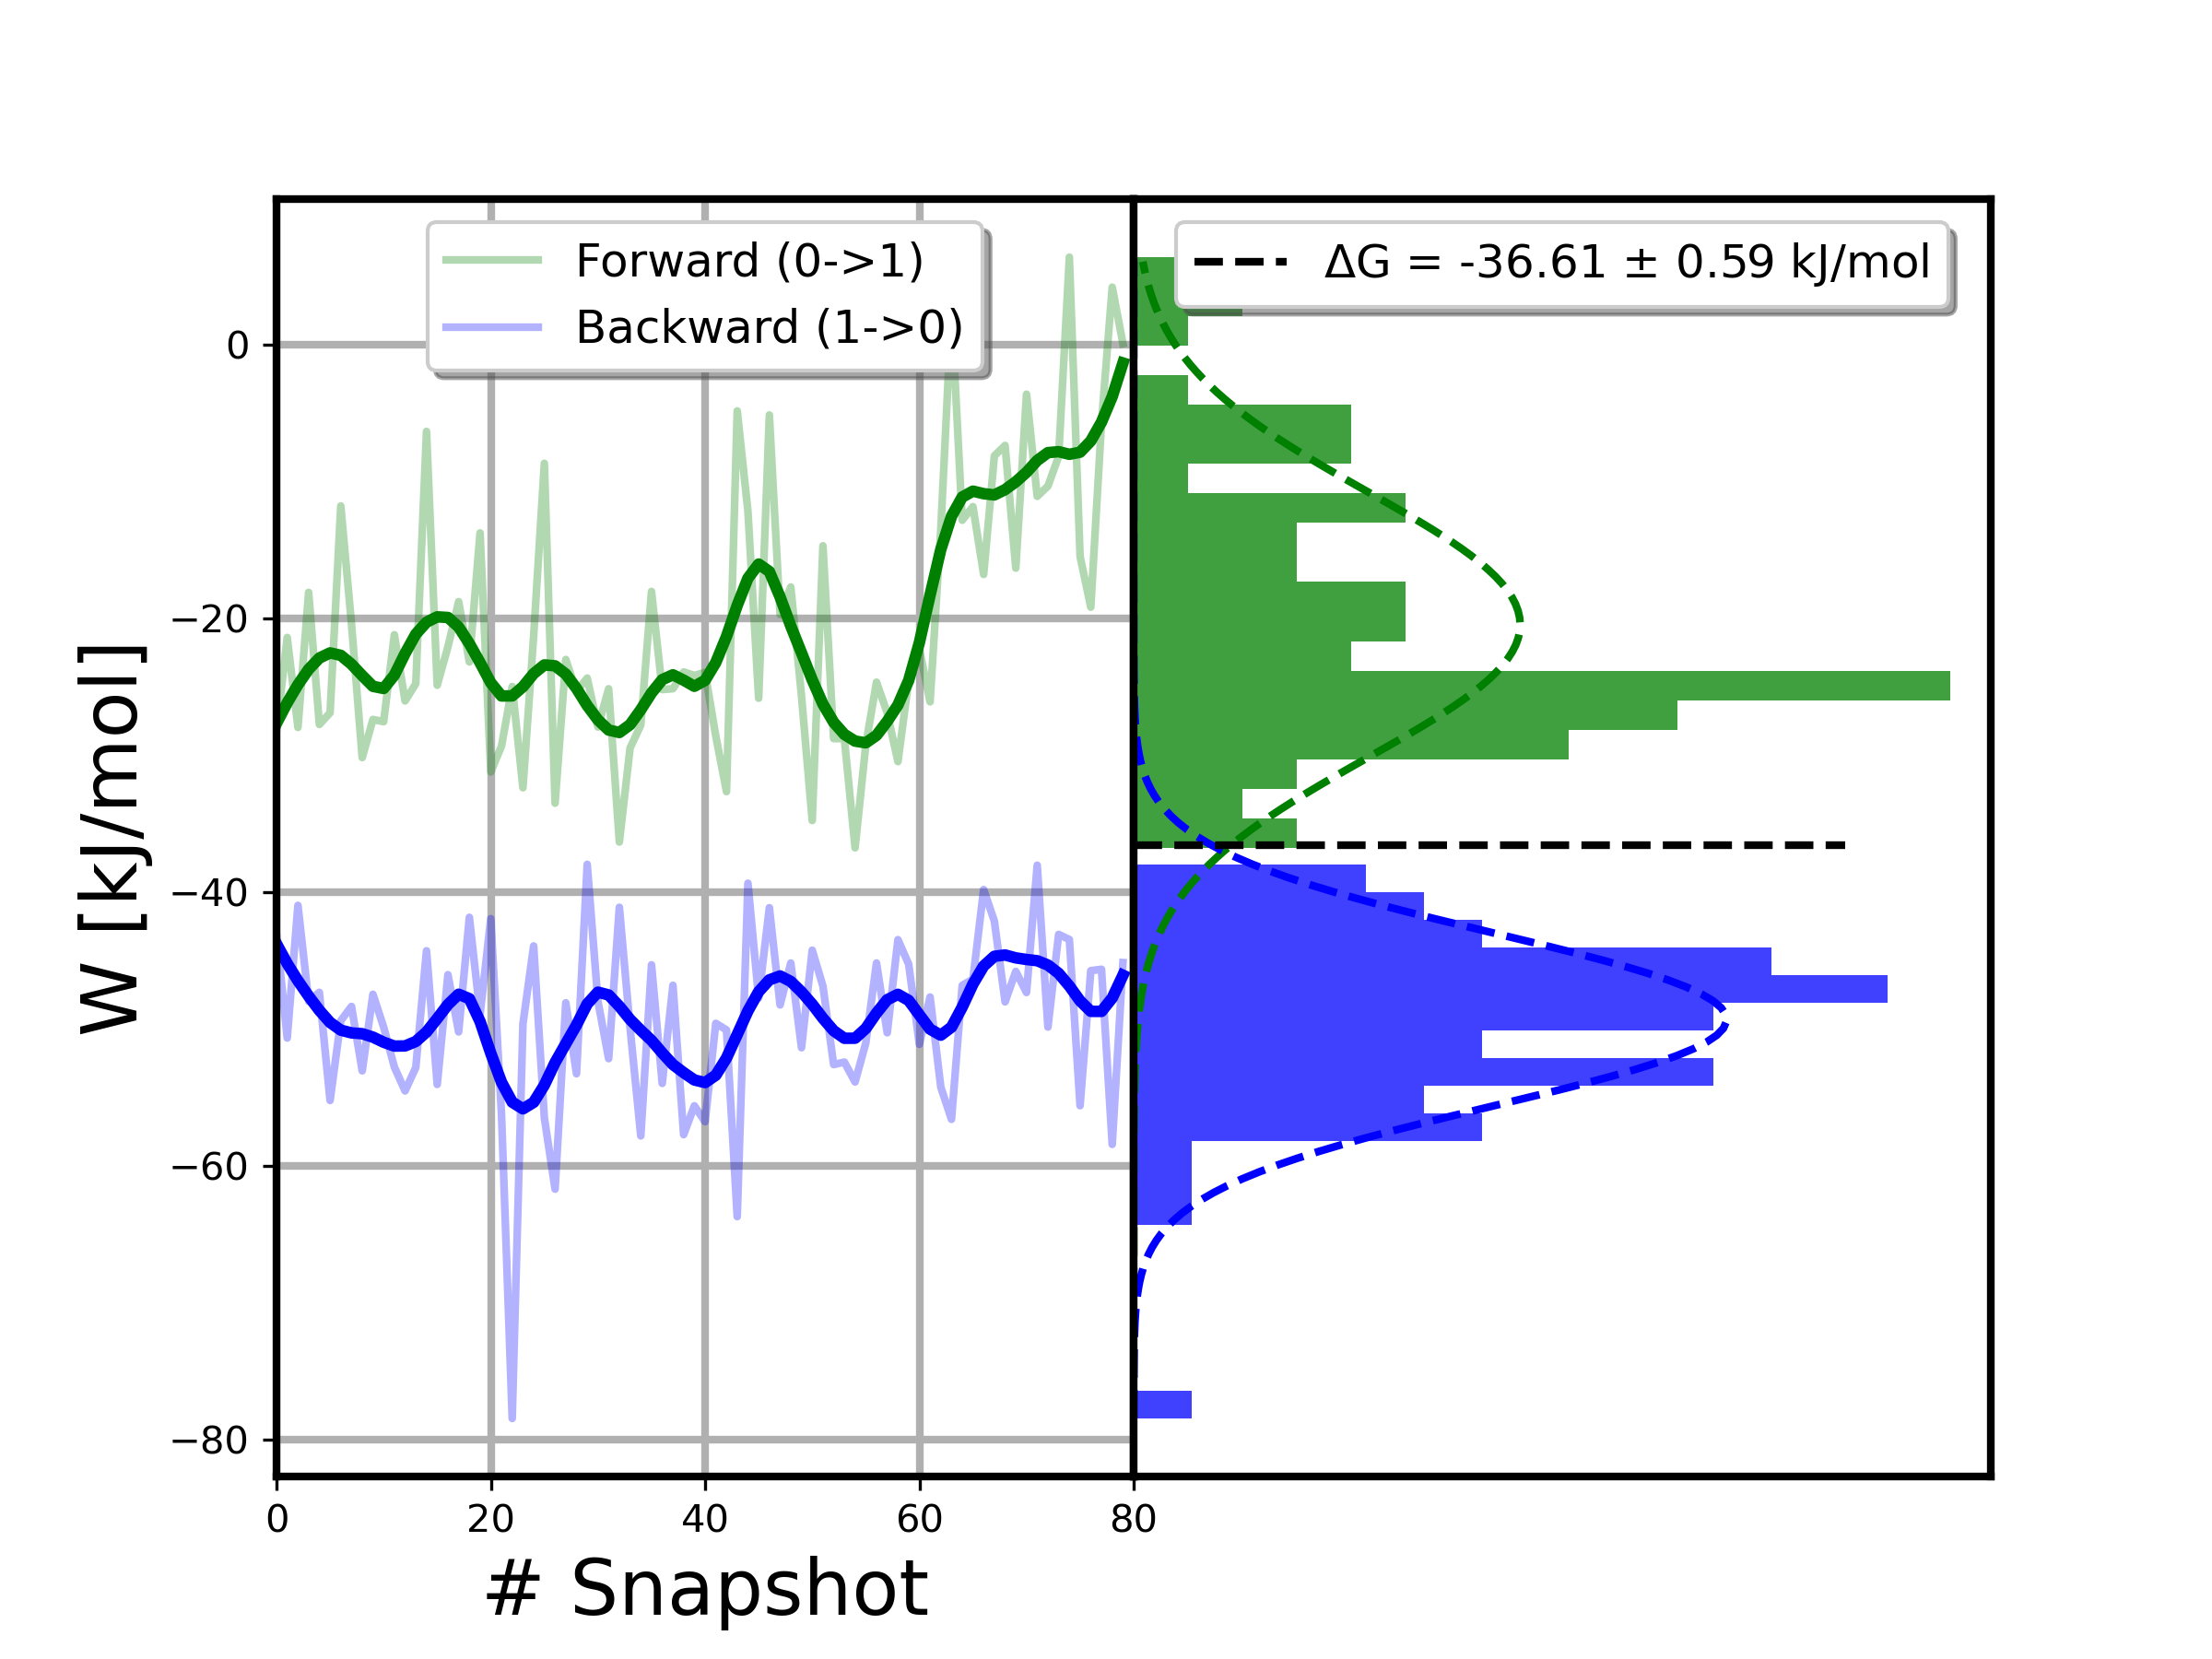 Forward (0->1)
Backward (1->0)
ΔG = -36.61 ± 0.59 kJ/mol
W [kJ/mol]
0
−20
−40
−60
−80
0 20 40 60 80
# Snapshot